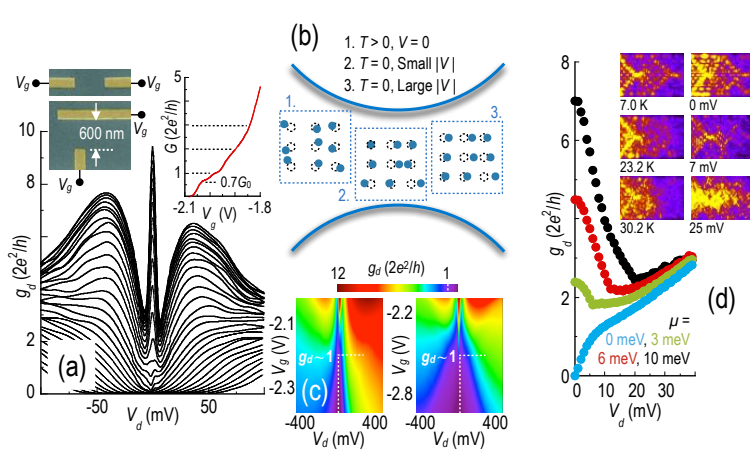 (a)
V_g
V_g
V_g
600 nm
V_g
10
8
6
4
2
0
g_d (2e²/h)
-50
0
50
V_d (mV)
5
4
3
2
1
0
G (2e²/h)
0.7G₀
-2.1
-1.8
V_g (V)
(b)
1. T > 0, V = 0
2. T = 0, Small |V|
3. T = 0, Large |V|
1.
2.
3.
g_d (2e²/h)
12
1
-2.1
-2.3
V_g (V)
g_d ~ 1
(c)
-400
400
V_d (mV)
-2.2
-2.8
V_g (V)
g_d ~ 1
-400
400
V_d (mV)
8
6
4
2
0
g_d (2e²/h)
7.0 K
0 mV
23.2 K
7 mV
30.2 K
25 mV
(d)
μ =
0 meV, 3 meV
6 meV, 10 meV
0
10
20
30
V_d (mV)